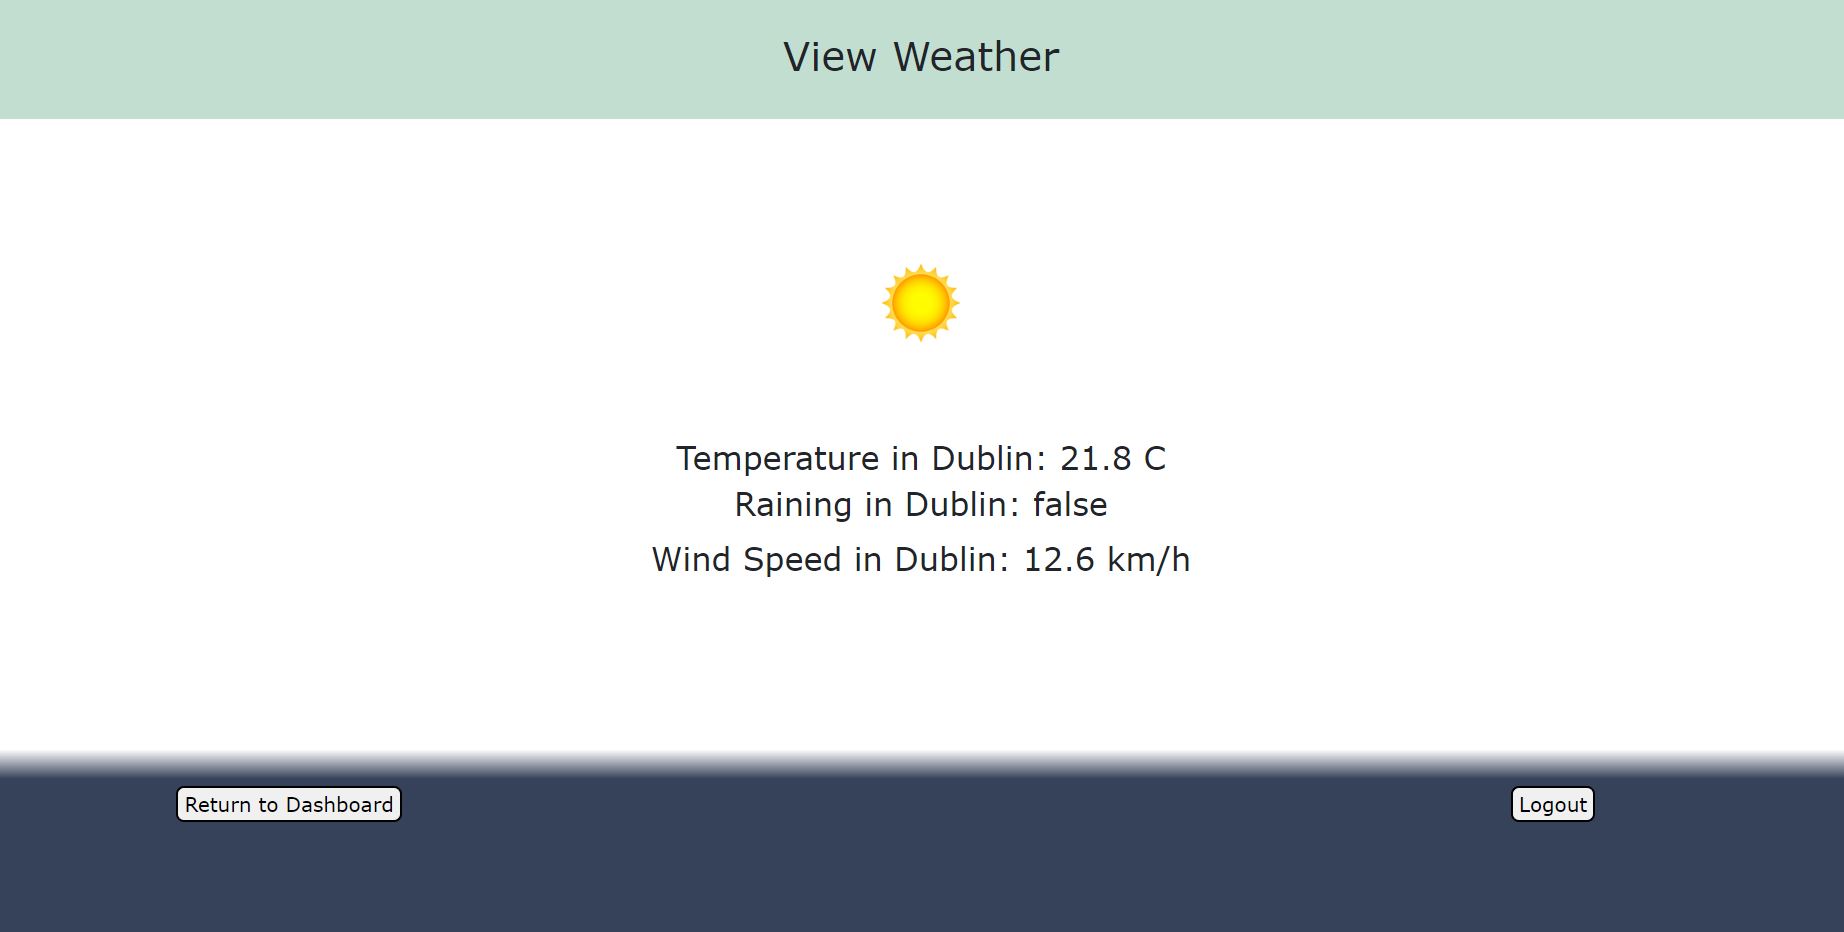 View Weather
Temperature in Dublin: 21.8 C
Raining in Dublin: false
Wind Speed in Dublin: 12.6 km/h
Return to Dashboard
Logout